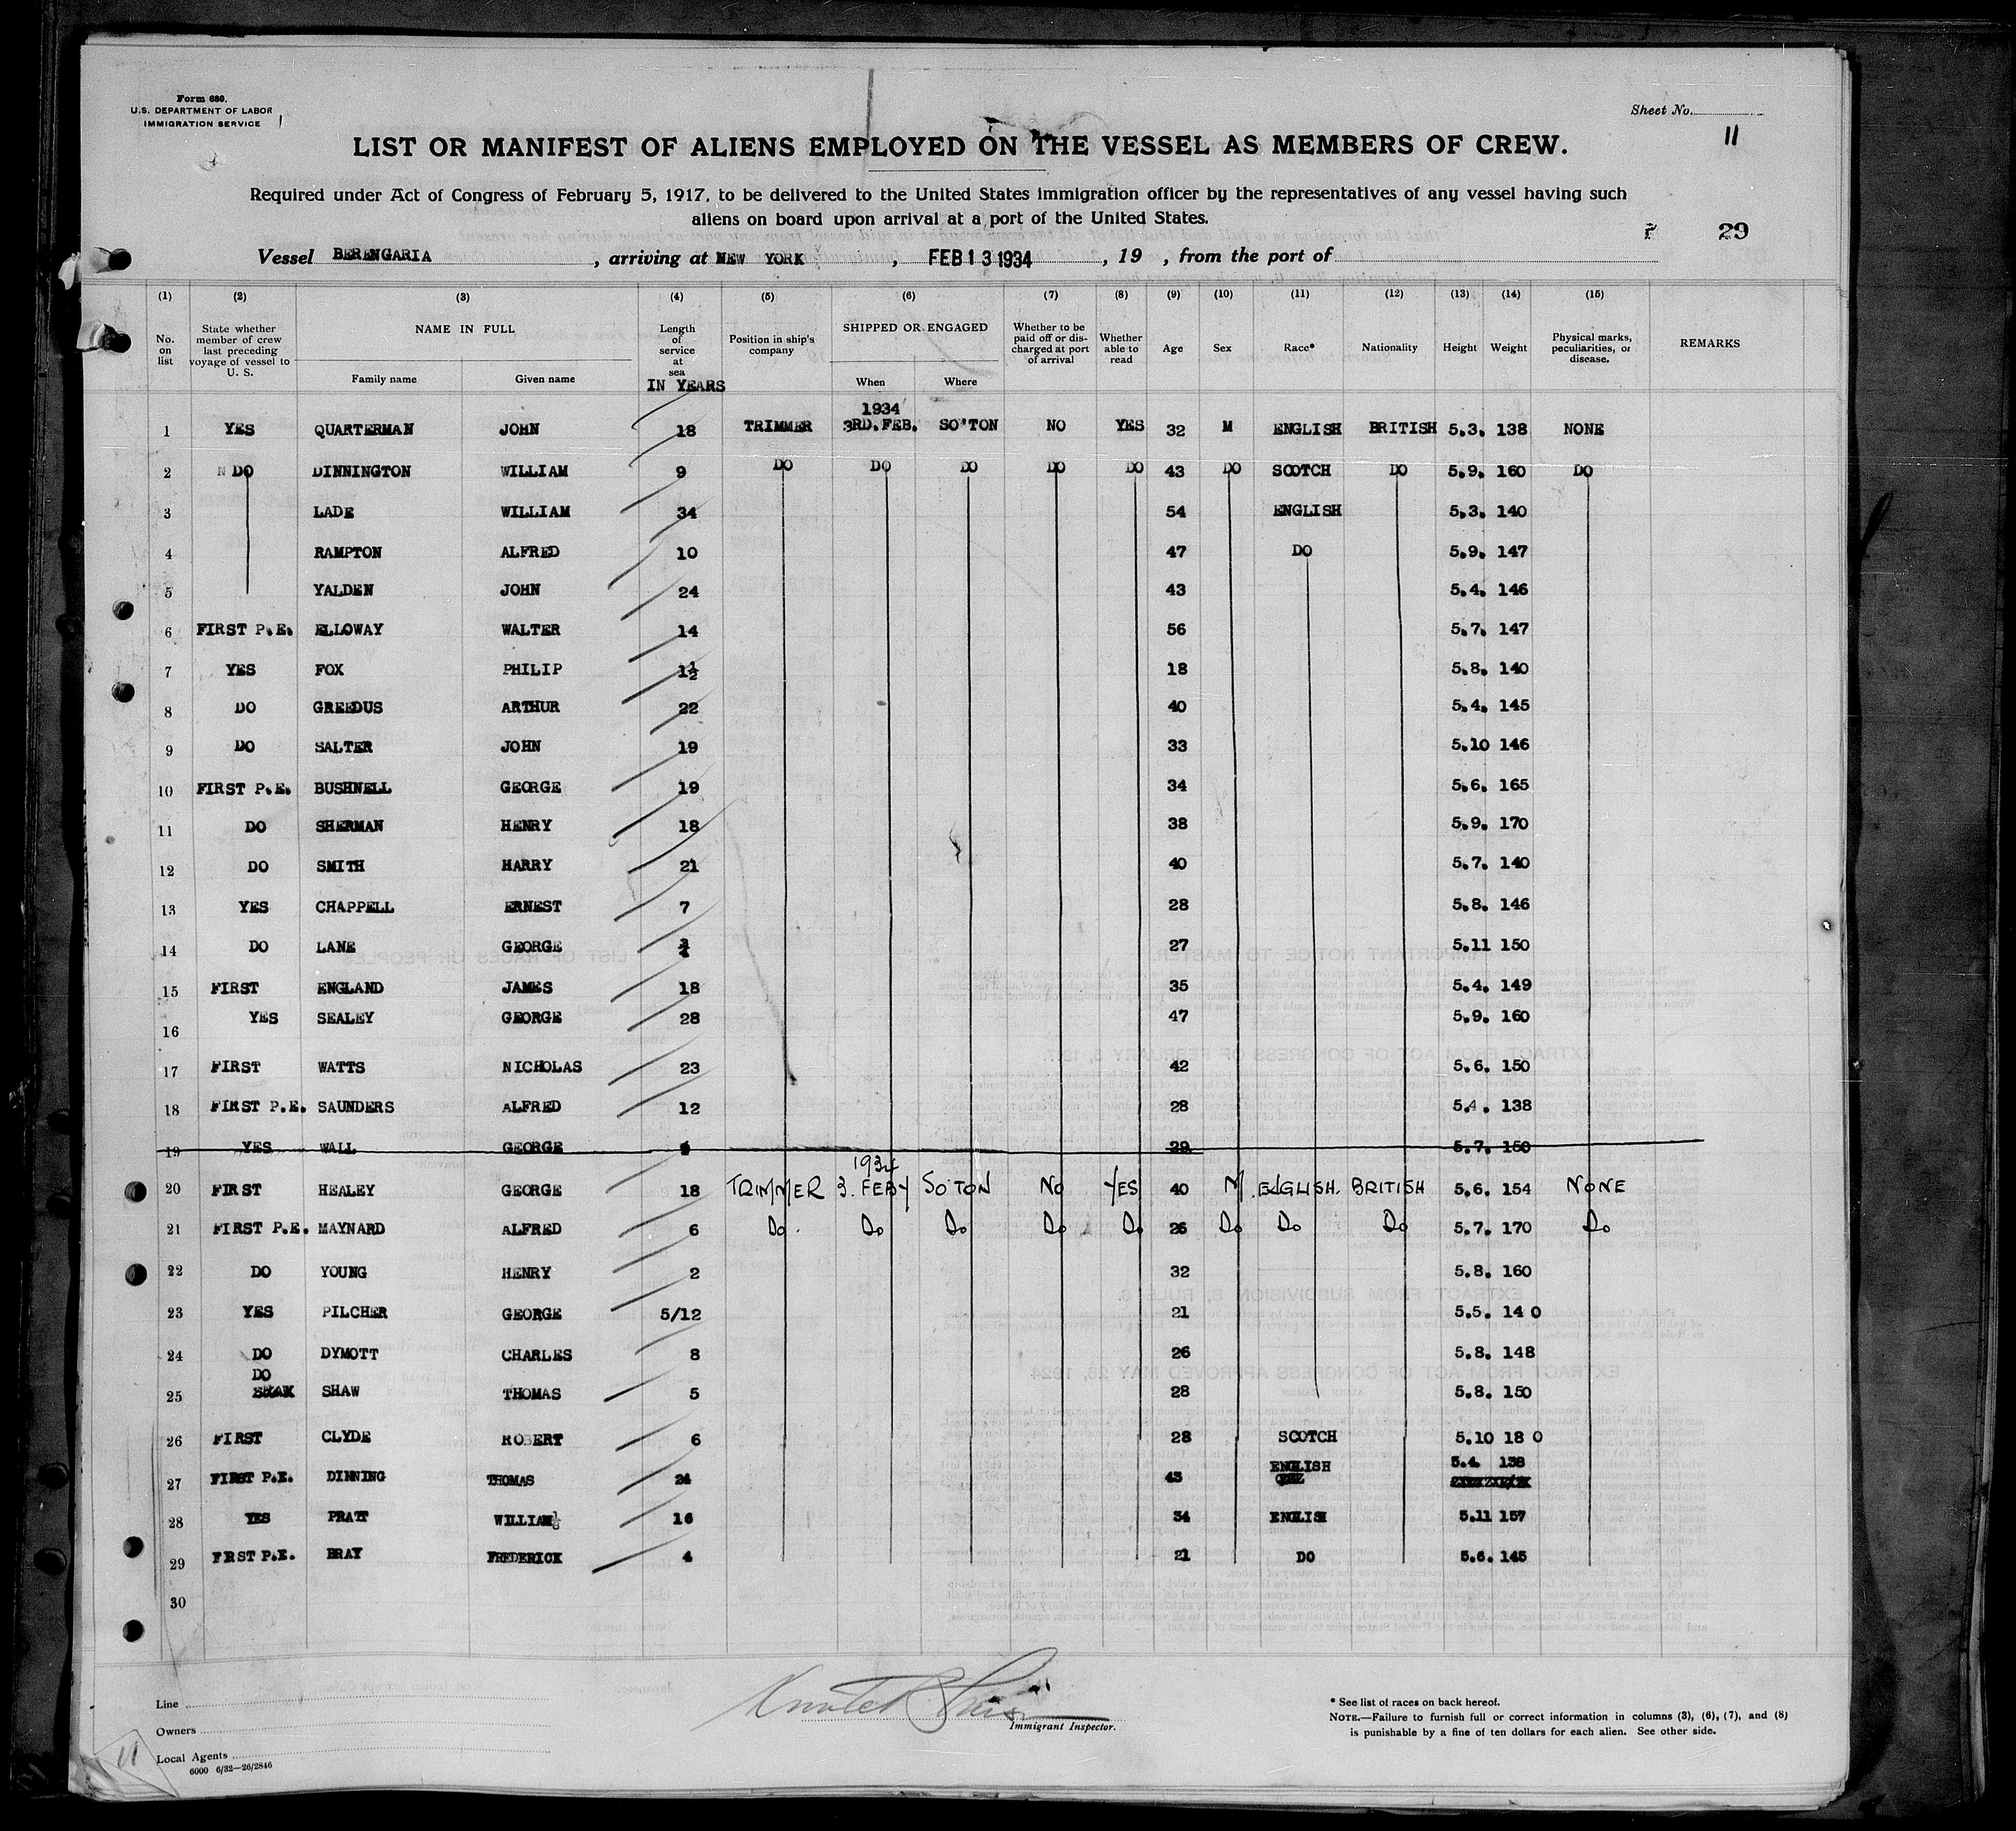 Form 680.
U.S. DEPARTMENT OF LABOR
IMMIGRATION SERVICE
Sheet No.
11
LIST OR MANIFEST OF ALIENS EMPLOYED ON THE VESSEL AS MEMBERS OF CREW.
Required under Act of Congress of February 5, 1917, to be delivered to the United States immigration officer by the representatives of any vessel having such
aliens on board upon arrival at a port of the United States.
29
Vessel BERENGARIA, arriving at NEW YORK, FEB 13 1934, 19 , from the port of
(1) (2) (3) (4) (5) (6) (7) (8) (9) (10) (11) (12) (13) (14) (15)
No. on list
State whether member of crew last preceding voyage of vessel to U. S.
NAME IN FULL
Family name Given name
Length of service at sea
IN YEARS
Position in ship's company
SHIPPED OR ENGAGED
When Where
Whether to be paid off or discharged at port of arrival
Whether able to read
Age Sex Race* Nationality Height Weight
Physical marks, peculiarities, or disease.
REMARKS
1934
1 YES QUARTERMAN JOHN 18 TRIMMER 3RD.FEB. SO'TON NO YES 32 M ENGLISH BRITISH 5.3. 138 NONE
2 DO DINNINGTON WILLIAM 9 DO DO DO DO DO 43 DO SCOTCH DO 5.9. 160 DO
3 LADE WILLIAM 34 54 ENGLISH 5.3. 140
4 RAMPTON ALFRED 10 47 DO 5.9. 147
5 YALDEN JOHN 24 43 5.4. 146
6 FIRST P.E. ELLOWAY WALTER 14 56 5.7. 147
7 YES FOX PHILIP 1½ 18 5.8. 140
8 DO GREEDUS ARTHUR 22 40 5.4. 145
9 DO SALTER JOHN 19 33 5.10 146
10 FIRST P.E. BUSHNELL GEORGE 19 34 5.6. 165
11 DO SHERMAN HENRY 18 38 5.9. 170
12 DO SMITH HARRY 21 40 5.7. 140
13 YES CHAPPELL ERNEST 7 28 5.8. 146
14 DO LANE GEORGE ¾ 27 5.11 150
15 FIRST ENGLAND JAMES 18 35 5.4. 149
16 YES SEALEY GEORGE 28 47 5.9. 160
17 FIRST WATTS NICHOLAS 23 42 5.6. 150
18 FIRST P.E. SAUNDERS ALFRED 12 28 5.4. 138
19 YES WALL GEORGE 29 5.7. 150
1934
20 FIRST HEALEY GEORGE 18 TRIMMER 3. FEBY SO'TON NO YES 40 M. ENGLISH. BRITISH 5.6. 154 NONE
21 FIRST P.E. MAYNARD ALFRED 6 Do. Do Do Do Do 26 Do Do Do 5.7. 170 Do
22 DO YOUNG HENRY 2 32 5.8. 160
23 YES PILCHER GEORGE 5/12 21 5.5. 14 0
24 DO DYMOTT CHARLES 8 26 5.8. 148
DO
25 SHAW THOMAS 5 28 5.8. 150
26 FIRST CLYDE ROBERT 6 28 SCOTCH 5.10 18 0
27 FIRST P.E. DINNING THOMAS 24 43 ENGLISH 5.4. 138
28 YES PRATT WILLIAM 16 34 ENGLISH 5.11 157
29 FRST P.E. BRAY FREDERICK 4 21 DO 5.6. 145
30
Line
Owners
Local Agents
6000 6/32—26/2846
11
Immigrant Inspector.
* See list of races on back hereof.
NOTE.—Failure to furnish full or correct information in columns (3), (6), (7), and (8)
is punishable by a fine of ten dollars for each alien. See other side.